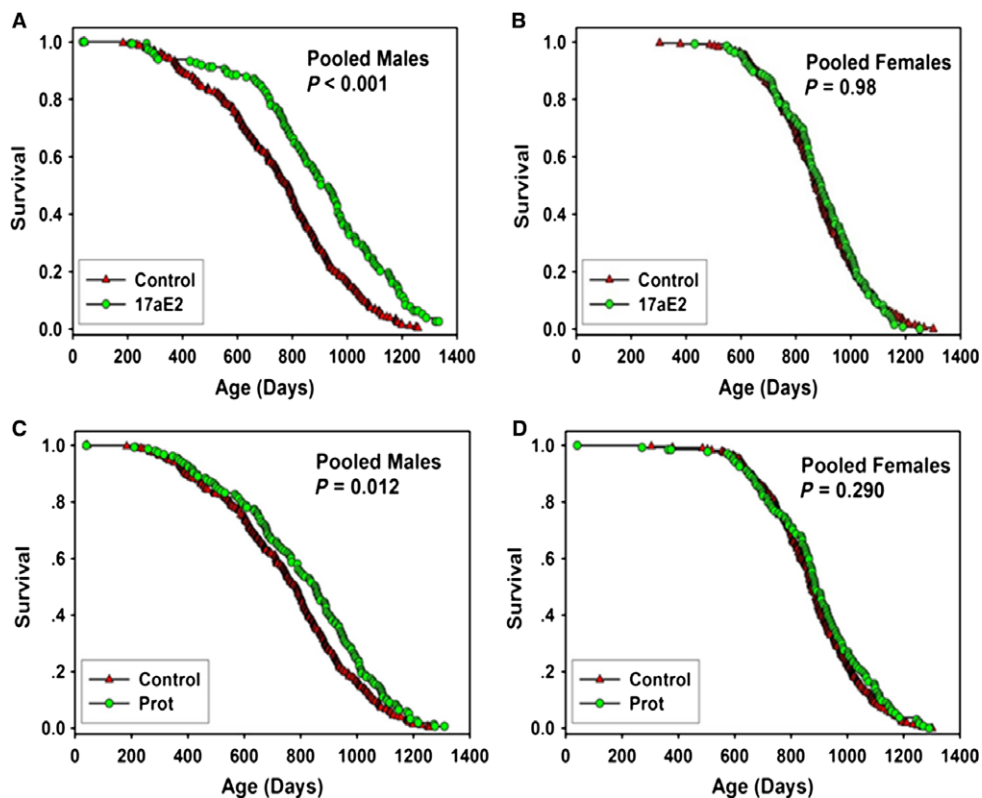 A
Pooled Males
P < 0.001
Survival
1.0
0.8
0.6
0.4
0.2
0.0
Control
17aE2
0 200 400 600 800 1000 1200 1400
Age (Days)
B
Pooled Females
P = 0.98
Survival
1.0
0.8
0.6
0.4
0.2
0.0
Control
17aE2
0 200 400 600 800 1000 1200 1400
Age (Days)
C
Pooled Males
P = 0.012
Survival
1.0
.8
.6
.4
.2
0.0
Control
Prot
0 200 400 600 800 1000 1200 1400
Age (Days)
D
Pooled Females
P = 0.290
Survival
1.0
.8
.6
.4
.2
0.0
Control
Prot
0 200 400 600 800 1000 1200 1400
Age (Days)